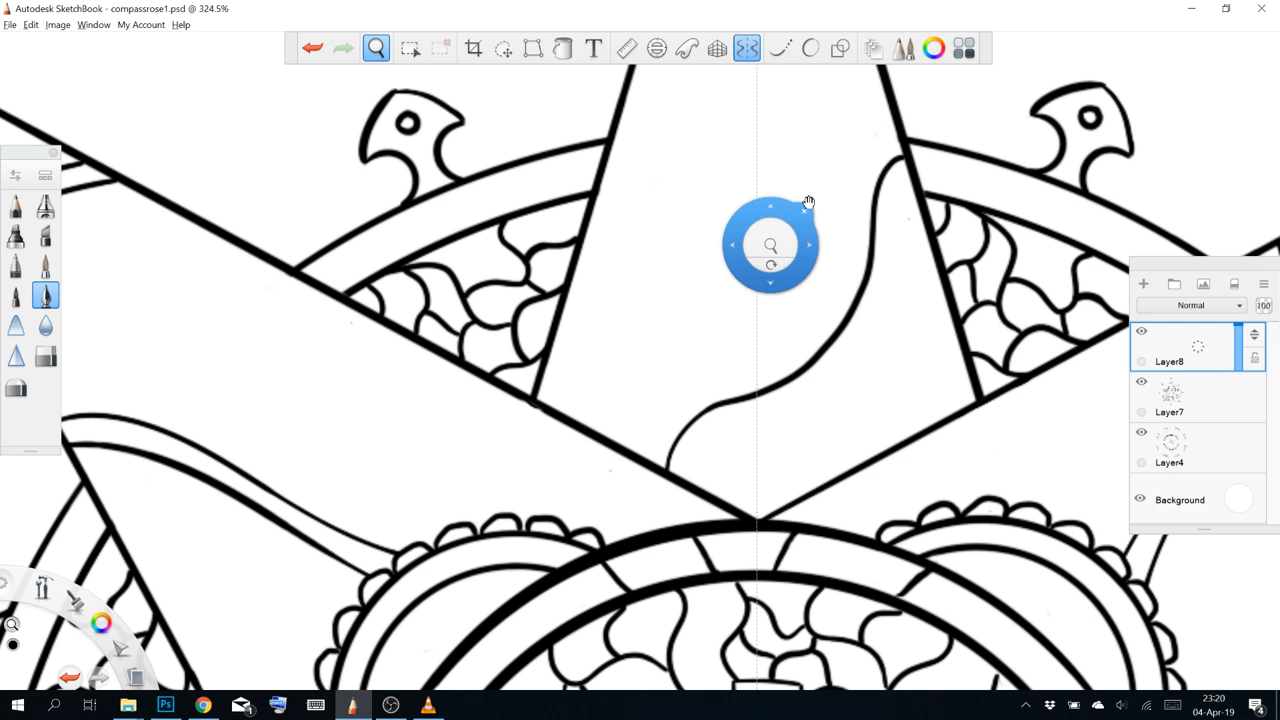 Autodesk SketchBook - compassrose1.psd @ 324.5%
File Edit Image Window My Account Help
Normal 100
Layer8
Layer7
Layer4
Background
23:20
04-Apr-19